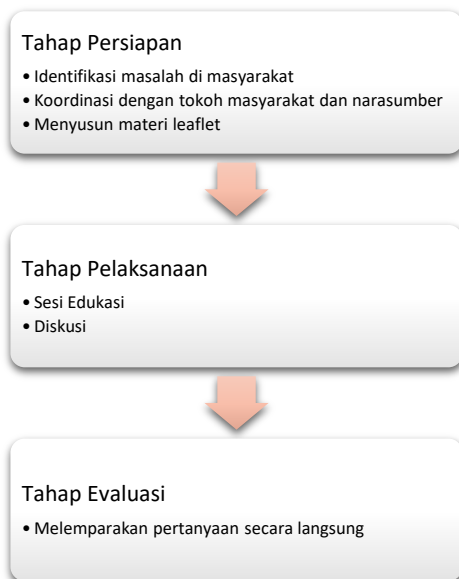 Tahap Persiapan
• Identifikasi masalah di masyarakat
• Koordinasi dengan tokoh masyarakat dan narasumber
• Menyusun materi leaflet
Tahap Pelaksanaan
• Sesi Edukasi
• Diskusi
Tahap Evaluasi
• Melemparakan pertanyaan secara langsung